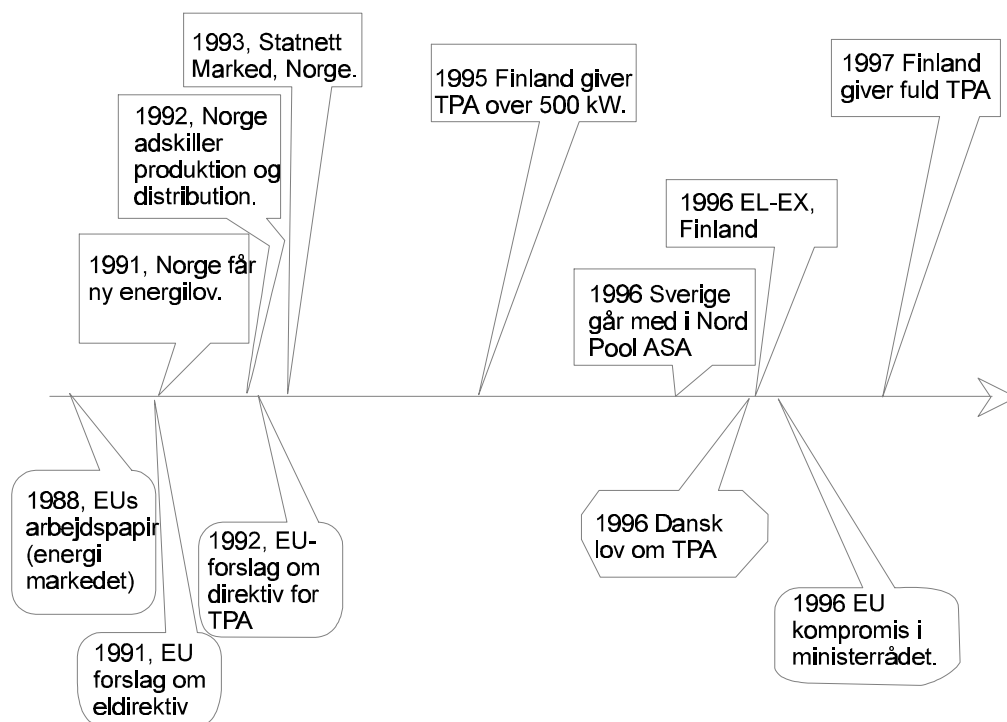 1993, Statnett
Marked, Norge.
1995 Finland giver
TPA over 500 kW.
1997 Finland
giver fuld TPA
1992, Norge
adskiller
produktion og
distribution.
1996 EL-EX,
Finland
1991, Norge får
ny energilov.
1996 Sverige
går med i Nord
Pool ASA
1988, EUs
arbejdspapir
(energi
markedet)
1992, EU-
forslag om
direktiv for
TPA
1996 Dansk
lov om TPA
1991, EU
forslag om
eldirektiv
1996 EU
kompromis i
ministerrådet.